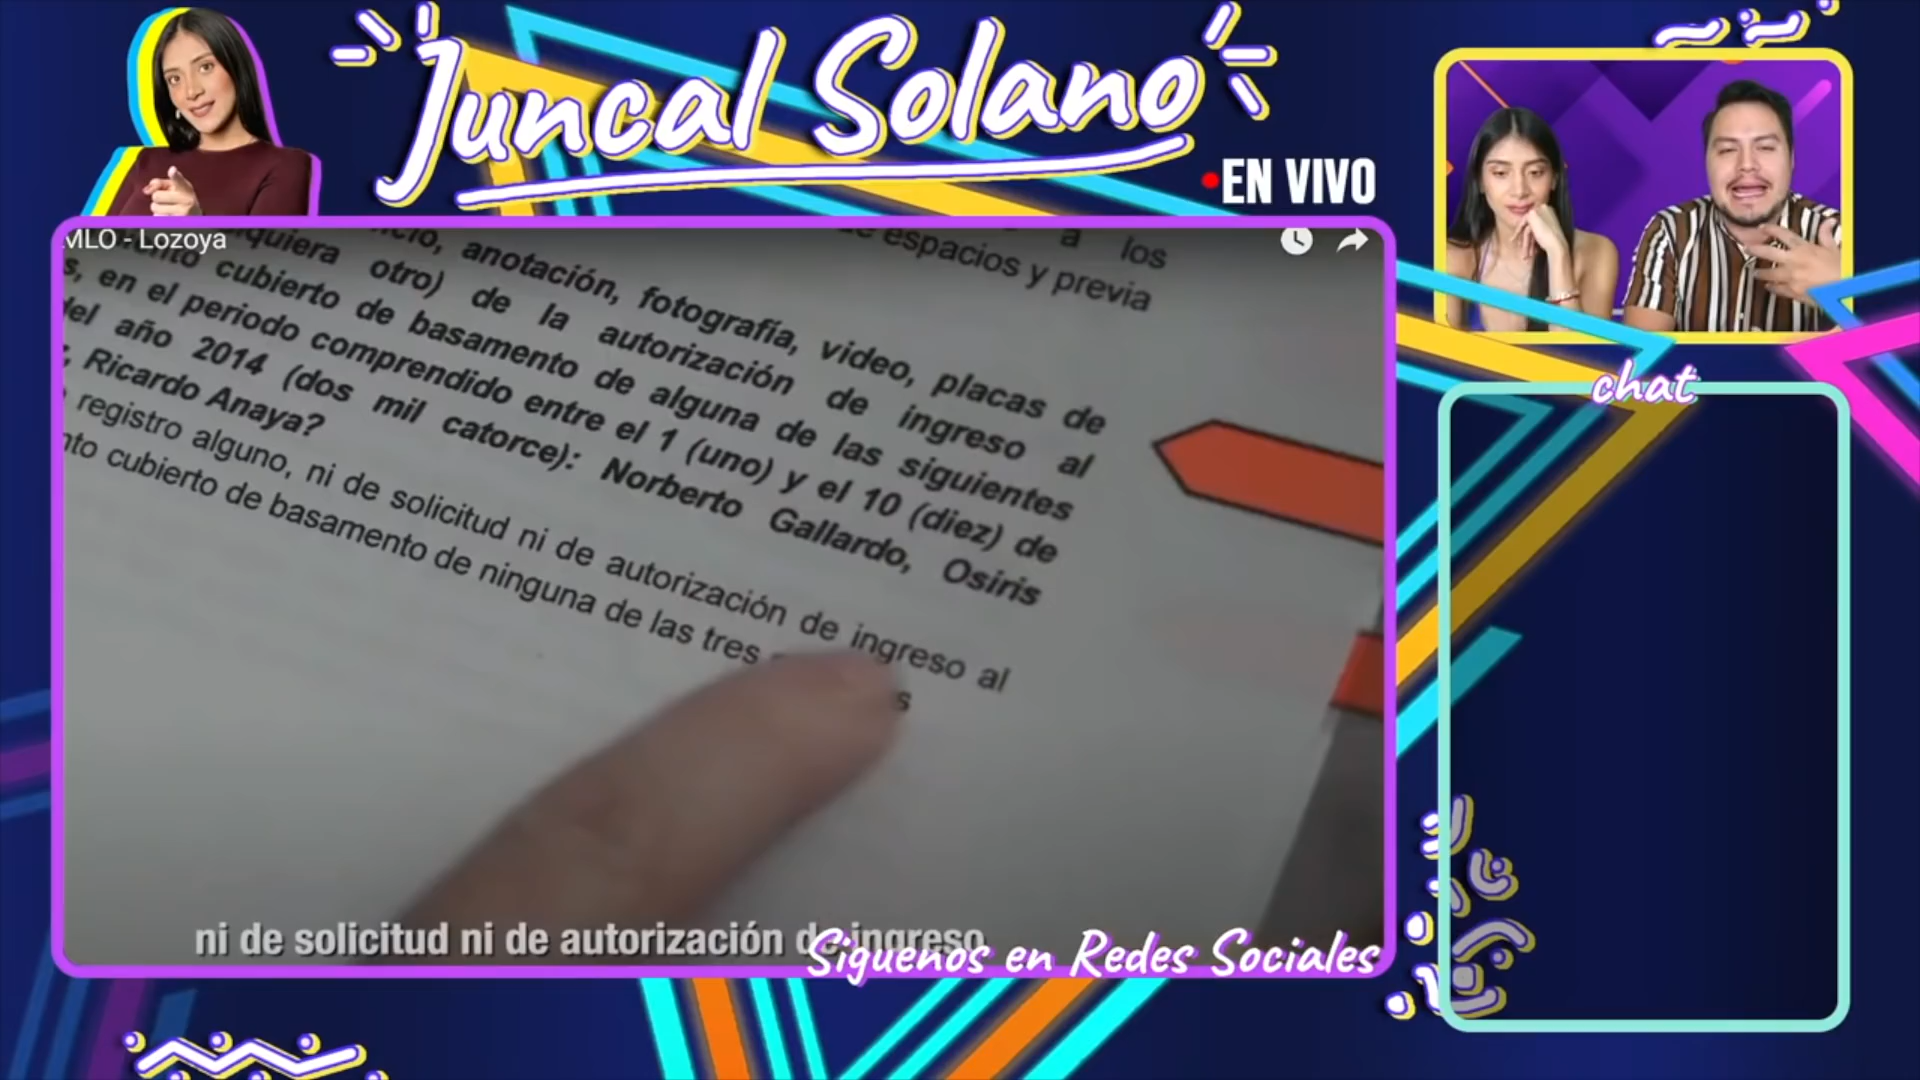 Juncal Solano
EN VIVO
MLO - Lozoya
a los
espacios y previa
anotación, fotografía, video, placas de
otro) de la autorización de ingreso al
cubierto de basamento de alguna de las siguientes
s, en el periodo comprendido entre el 1 (uno) y el 10 (diez) de
del año 2014 (dos mil catorce): Norberto Gallardo, Osiris
Ricardo Anaya?
registro alguno, ni de solicitud ni de autorización de ingreso al
cubierto de basamento de ninguna de las tres
s
ni de solicitud ni de autorización de ingreso
Siguenos en Redes Sociales
chat